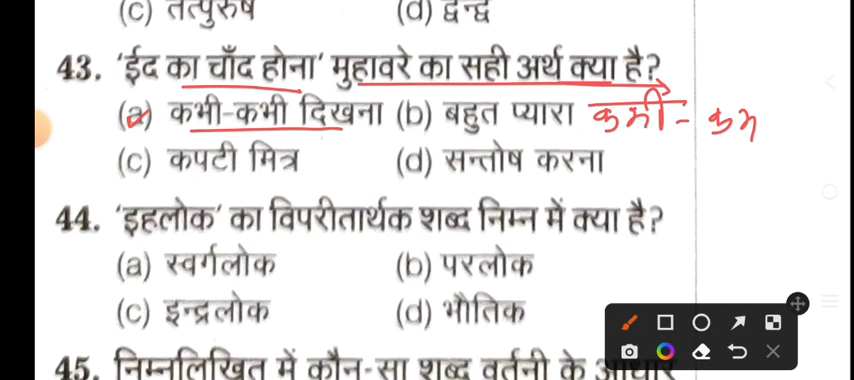 (c) तत्पुरुष (d) द्वन्द्व
43. 'ईद का चाँद होना' मुहावरे का सही अर्थ क्या है?
(a) कभी-कभी दिखना (b) बहुत प्यारा कभी - कभ
(c) कपटी मित्र (d) सन्तोष करना
44. 'इहलोक' का विपरीतार्थक शब्द निम्न में क्या है?
(a) स्वर्गलोक (b) परलोक
(c) इन्द्रलोक (d) भौतिक
45. निम्नलिखित में कौन-सा शब्द वर्तनी के आधार